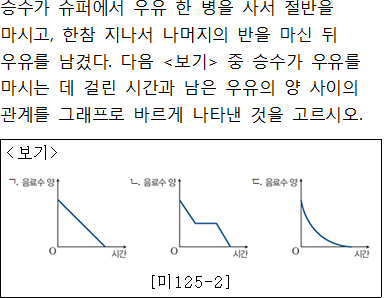 승수가 슈퍼에서 우유 한 병을 사서 절반을
마시고, 한참 지나서 나머지의 반을 마신 뒤
우유를 남겼다. 다음 <보기> 중 승수가 우유를
마시는 데 걸린 시간과 남은 우유의 양 사이의
관계를 그래프로 바르게 나타낸 것을 고르시오.
<보기>
ㄱ. 음료수 양 ㄴ. 음료수 양 ㄷ. 음료수 양
O 시간 O 시간 O 시간
[미125-2]